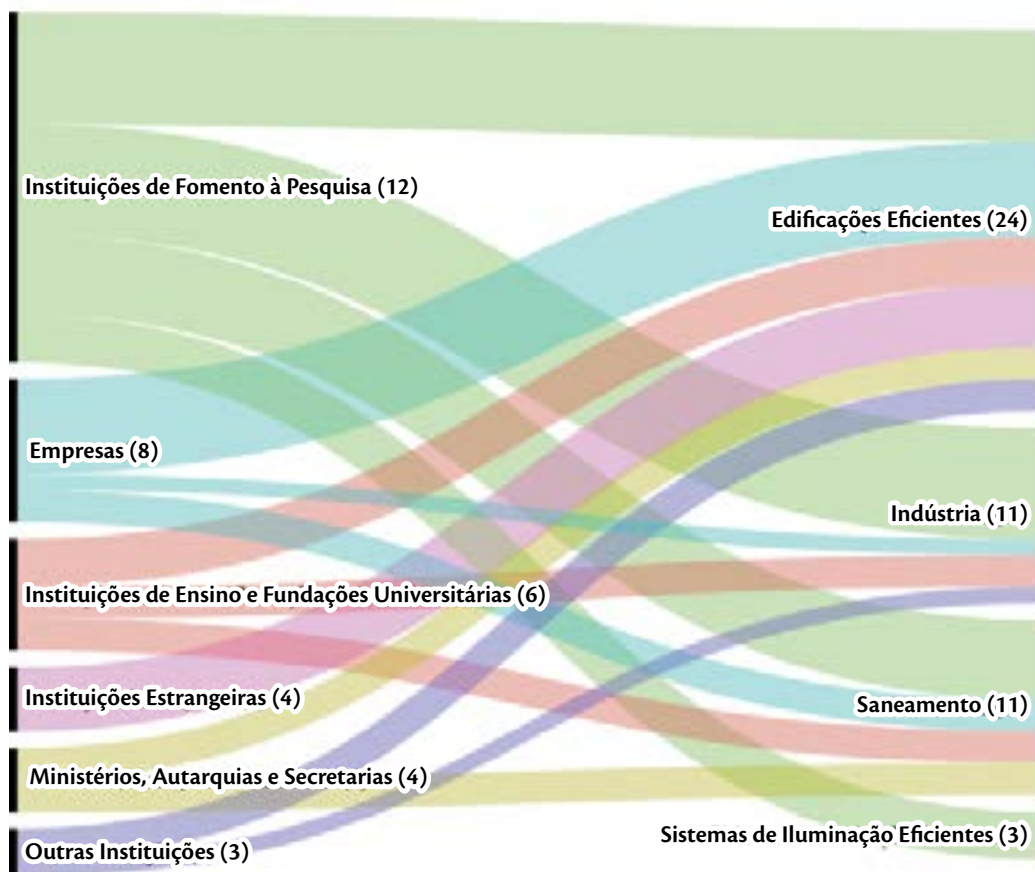 Instituições de Fomento à Pesquisa (12)
Edificações Eficientes (24)
Empresas (8)
Indústria (11)
Instituições de Ensino e Fundações Universitárias (6)
Instituições Estrangeiras (4)
Saneamento (11)
Ministérios, Autarquias e Secretarias (4)
Sistemas de Iluminação Eficientes (3)
Outras Instituições (3)